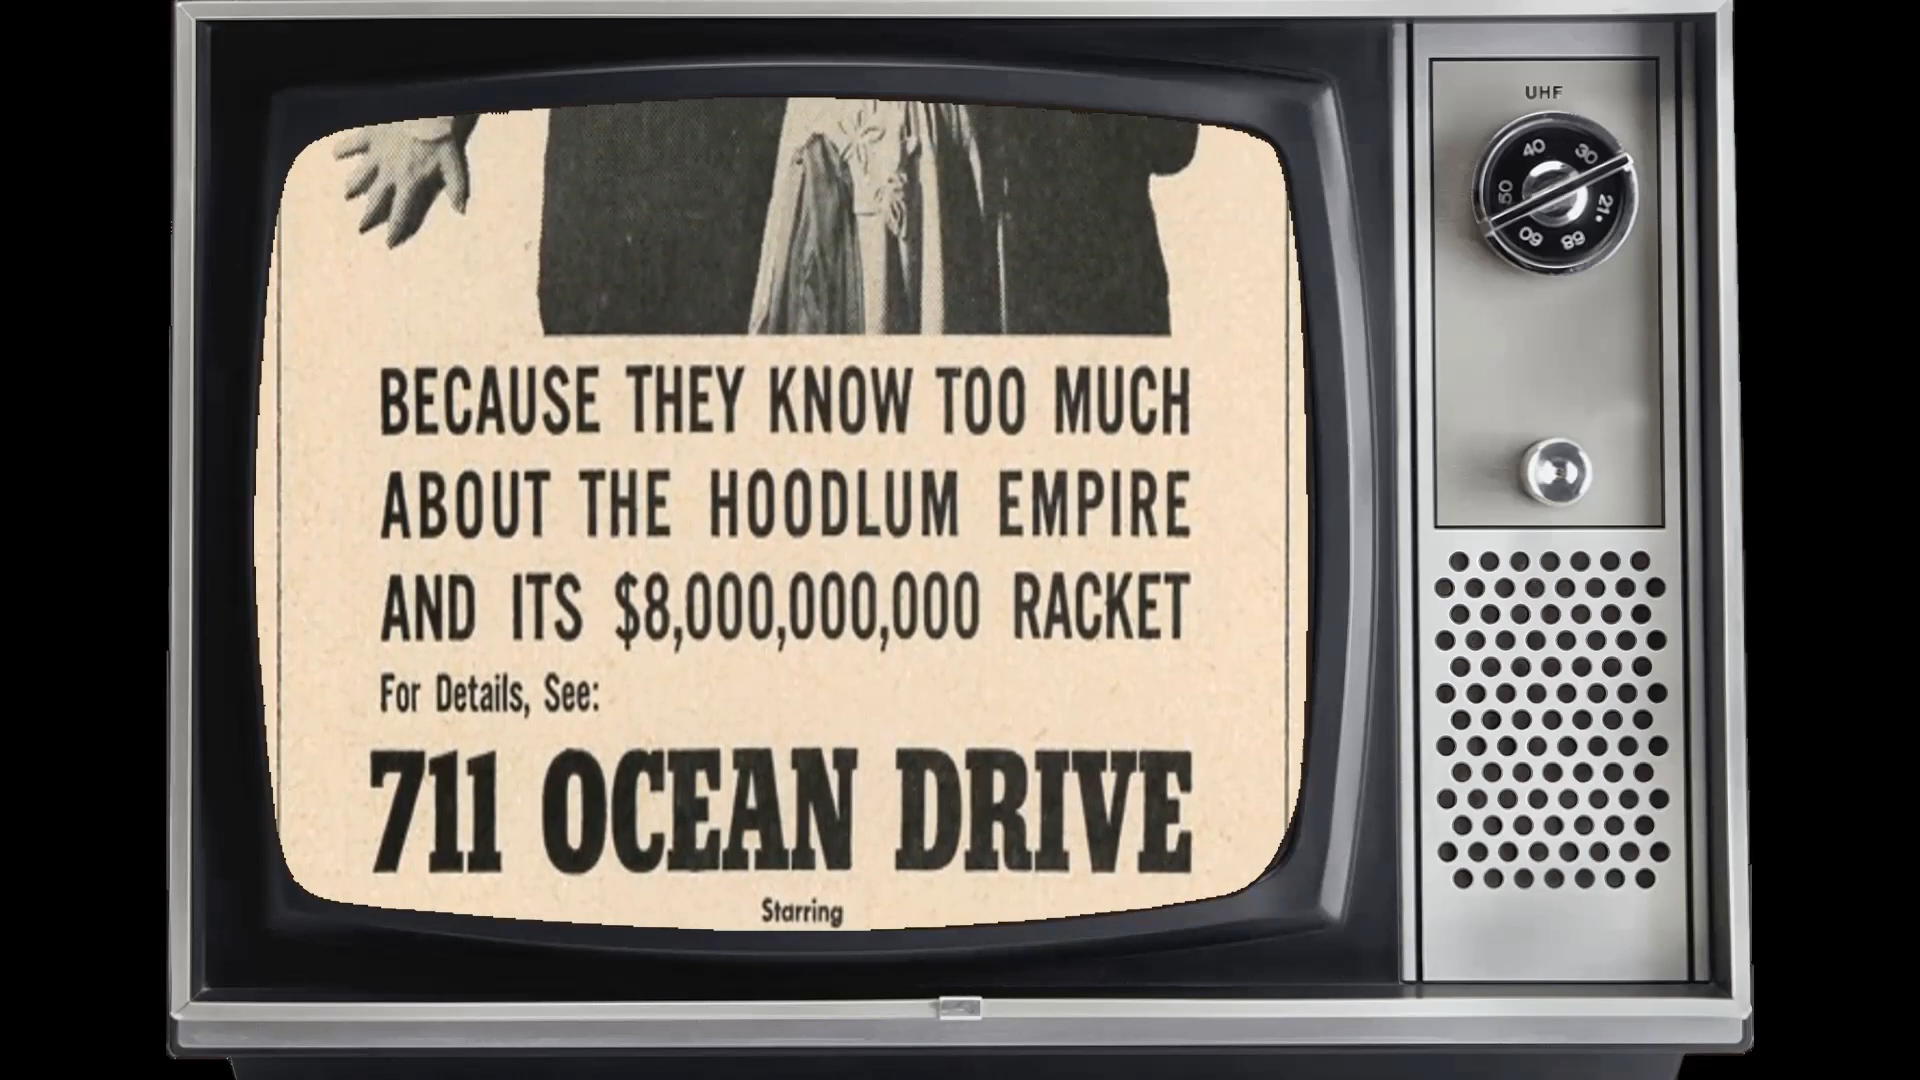 UHF
40 30
50 21
60 68
BECAUSE THEY KNOW TOO MUCH
ABOUT THE HOODLUM EMPIRE
AND ITS $8,000,000,000 RACKET
For Details, See:
711 OCEAN DRIVE
Starring